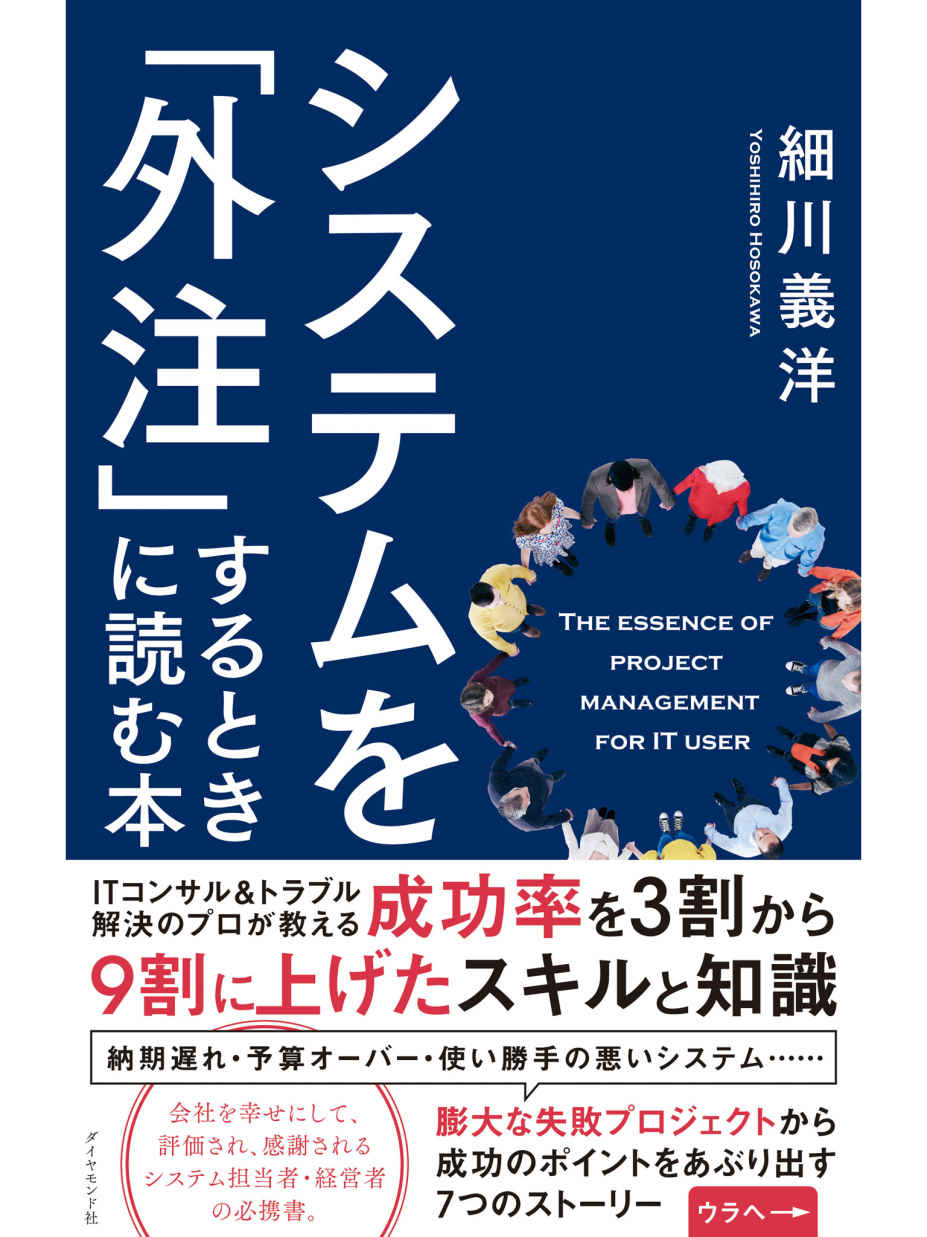 細川義洋
YOSHIHIRO HOSOKAWA
システムを
「外注」
するとき
に読む本
THE ESSENCE OF
PROJECT
MANAGEMENT
FOR IT USER
ITコンサル&トラブル
解決のプロが教える
成功率を3割から
9割に上げたスキルと知識
納期遅れ・予算オーバー・使い勝手の悪いシステム……
膨大な失敗プロジェクトから
成功のポイントをあぶり出す
7つのストーリー
会社を幸せにして、
評価され、感謝される
システム担当者・経営者
の必携書。
ウラへ→
ダイヤモンド社